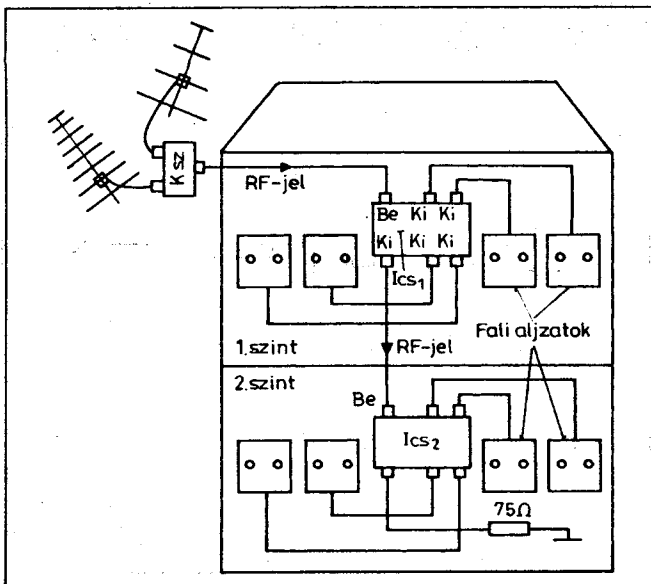 K sz
RF-jel
Be Ki Ki
Ki Ki Ki
Ics₁
Fali aljzatok
1.szint
RF-jel
2.szint
Be
Ics₂
75Ω